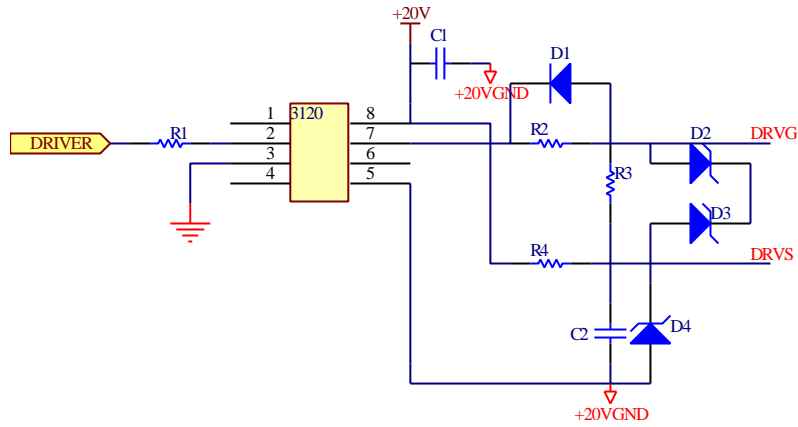 +20V
C1
D1
+20VGND
1
3120
8
D2
DRVG
DRIVER
R1
2
7
R2
3
6
R3
4
5
D3
R4
DRVS
C2
D4
+20VGND